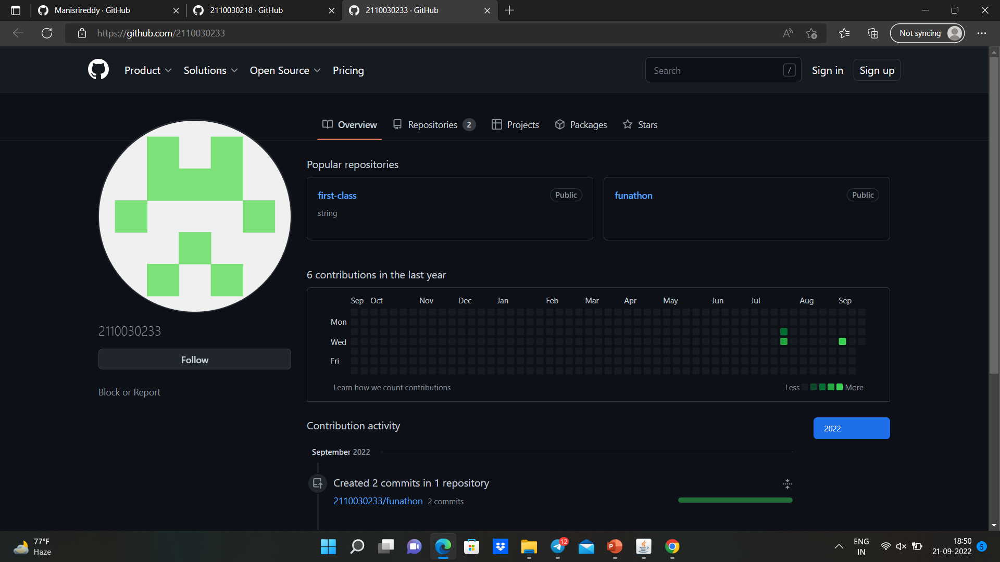 Manisrireddy · GitHub
2110030218 · GitHub
2110030233 · GitHub
https://github.com/2110030233
Not syncing
Product
Solutions
Open Source
Pricing
Search /
Sign in
Sign up
Overview
Repositories 2
Projects
Packages
Stars
2110030233
Follow
Block or Report
Popular repositories
first-class Public
string
funathon Public
6 contributions in the last year
Sep Oct Nov Dec Jan Feb Mar Apr May Jun Jul Aug Sep
Mon
Wed
Fri
Learn how we count contributions
Less More
Contribution activity
2022
September 2022
Created 2 commits in 1 repository
2110030233/funathon 2 commits
77°F
Haze
12
P
ENG
IN
18:50
21-09-2022
5